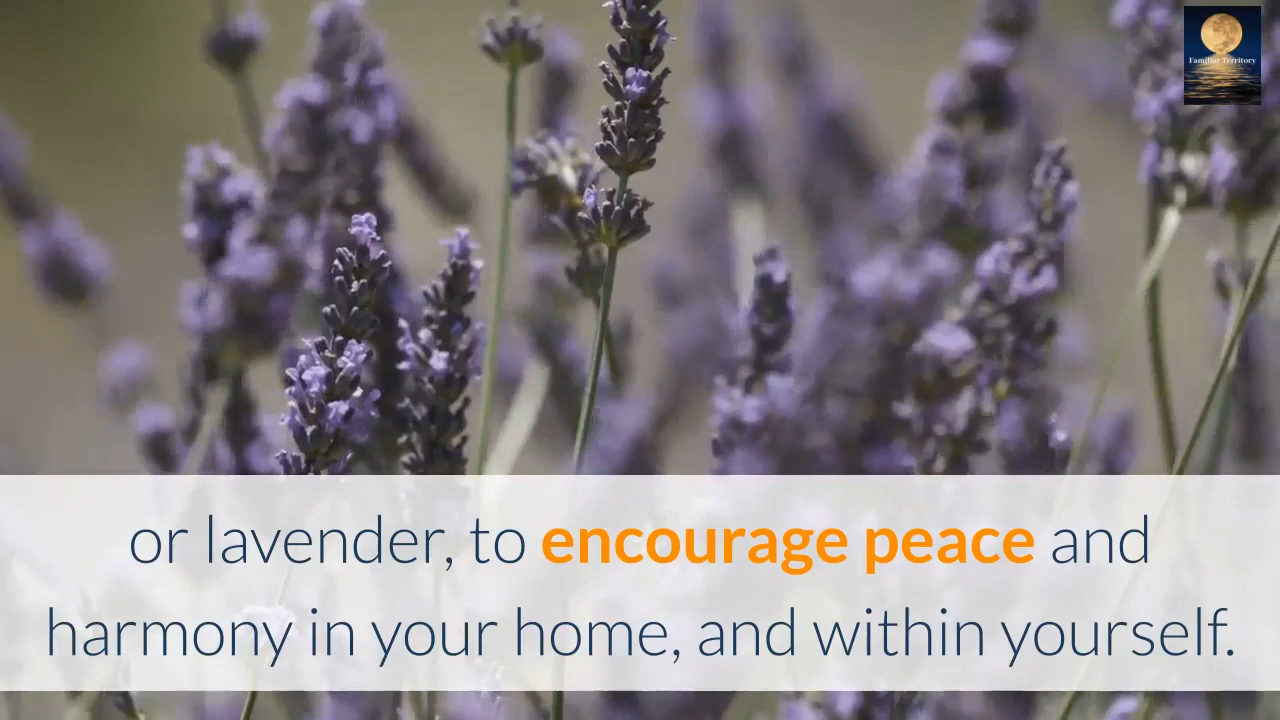 Familiar Territory
or lavender, to encourage peace and
harmony in your home, and within yourself.